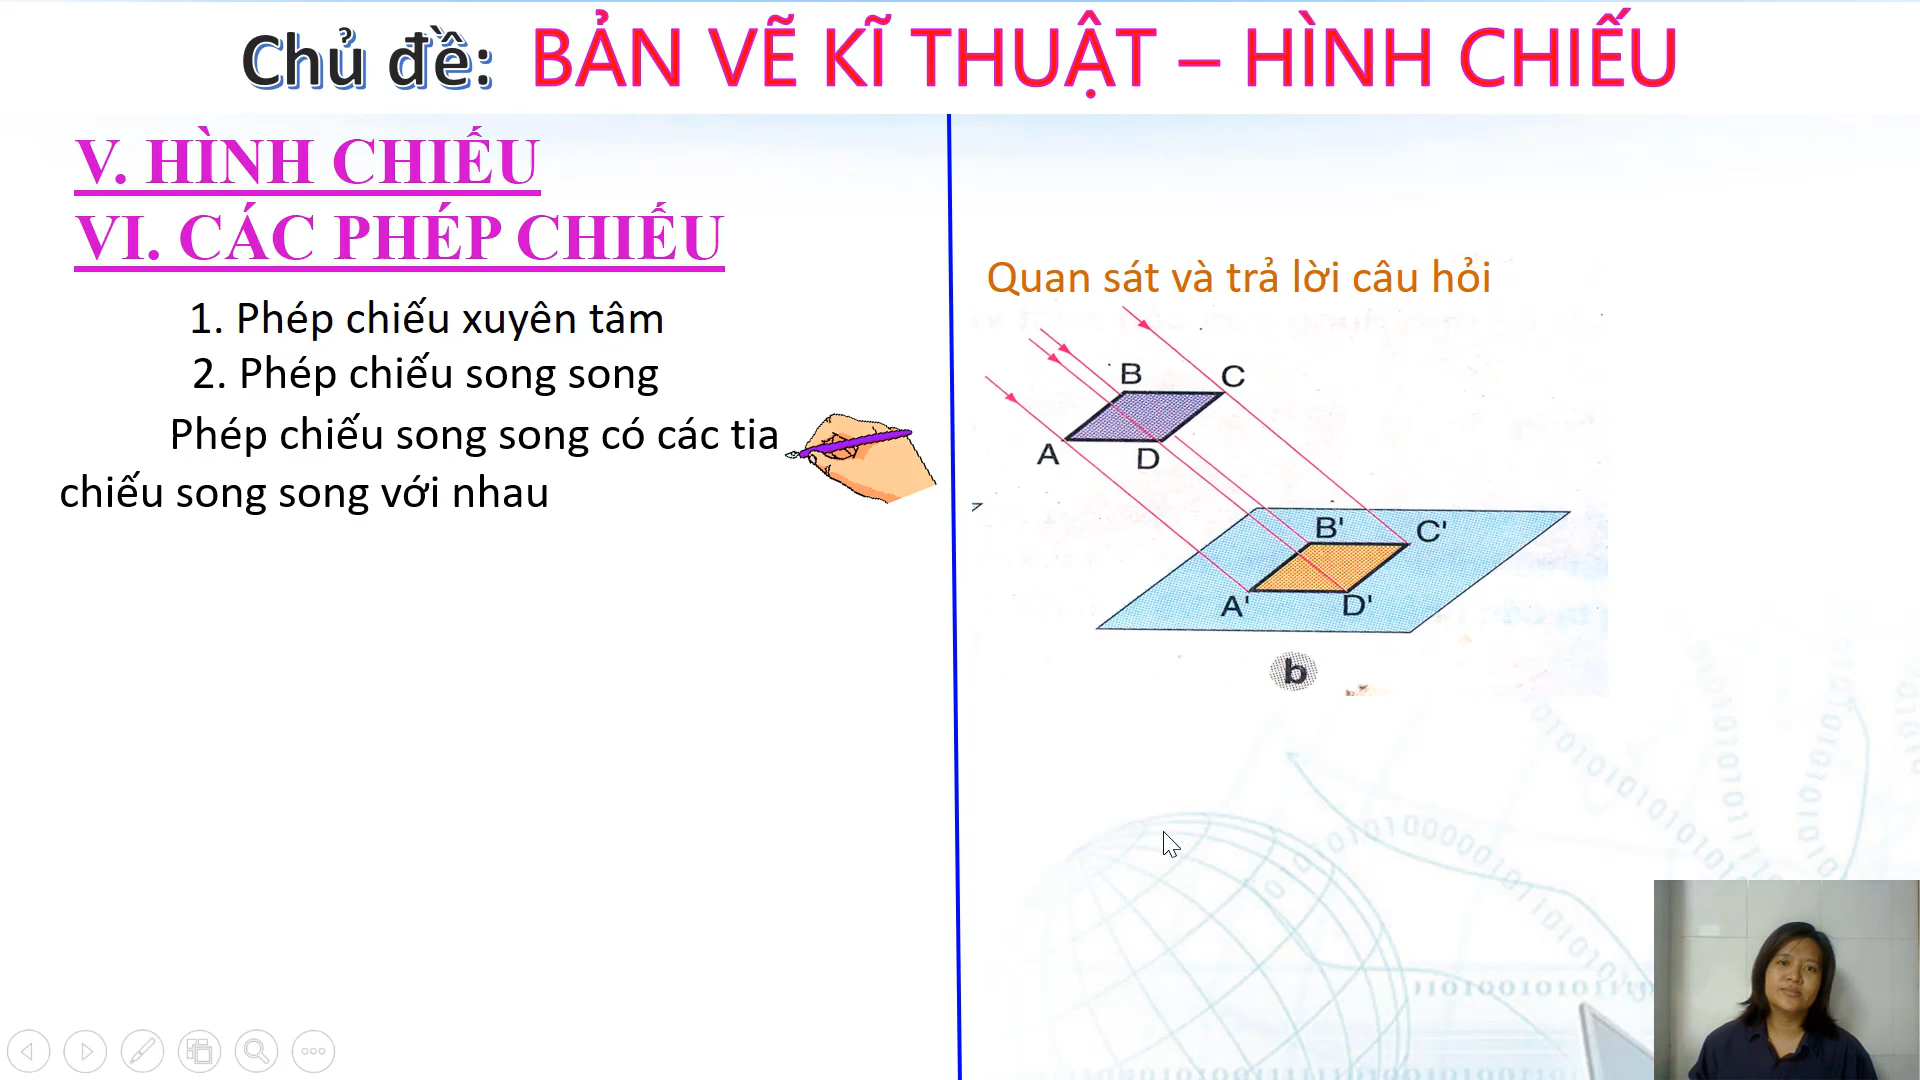 Chủ đề: BẢN VẼ KĨ THUẬT – HÌNH CHIẾU
V. HÌNH CHIẾU
VI. CÁC PHÉP CHIẾU
1. Phép chiếu xuyên tâm
2. Phép chiếu song song
Phép chiếu song song có các tia
chiếu song song với nhau
Quan sát và trả lời câu hỏi
B C
A D
B' C'
A' D'
b